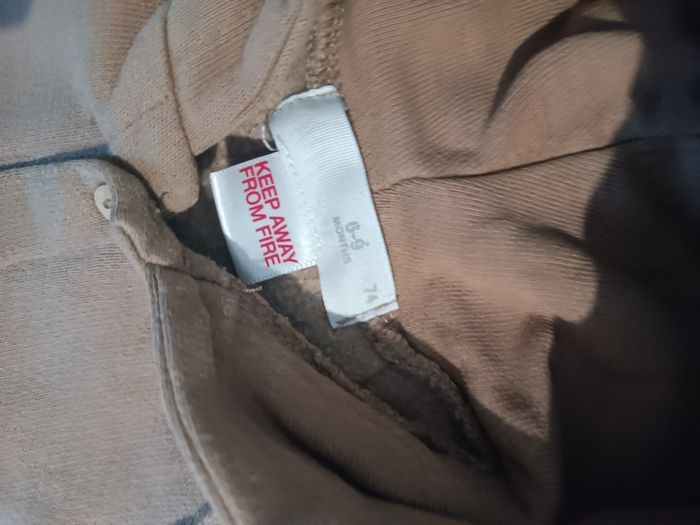 KEEP AWAY
FROM FIRE
6-9
MONTHS
74